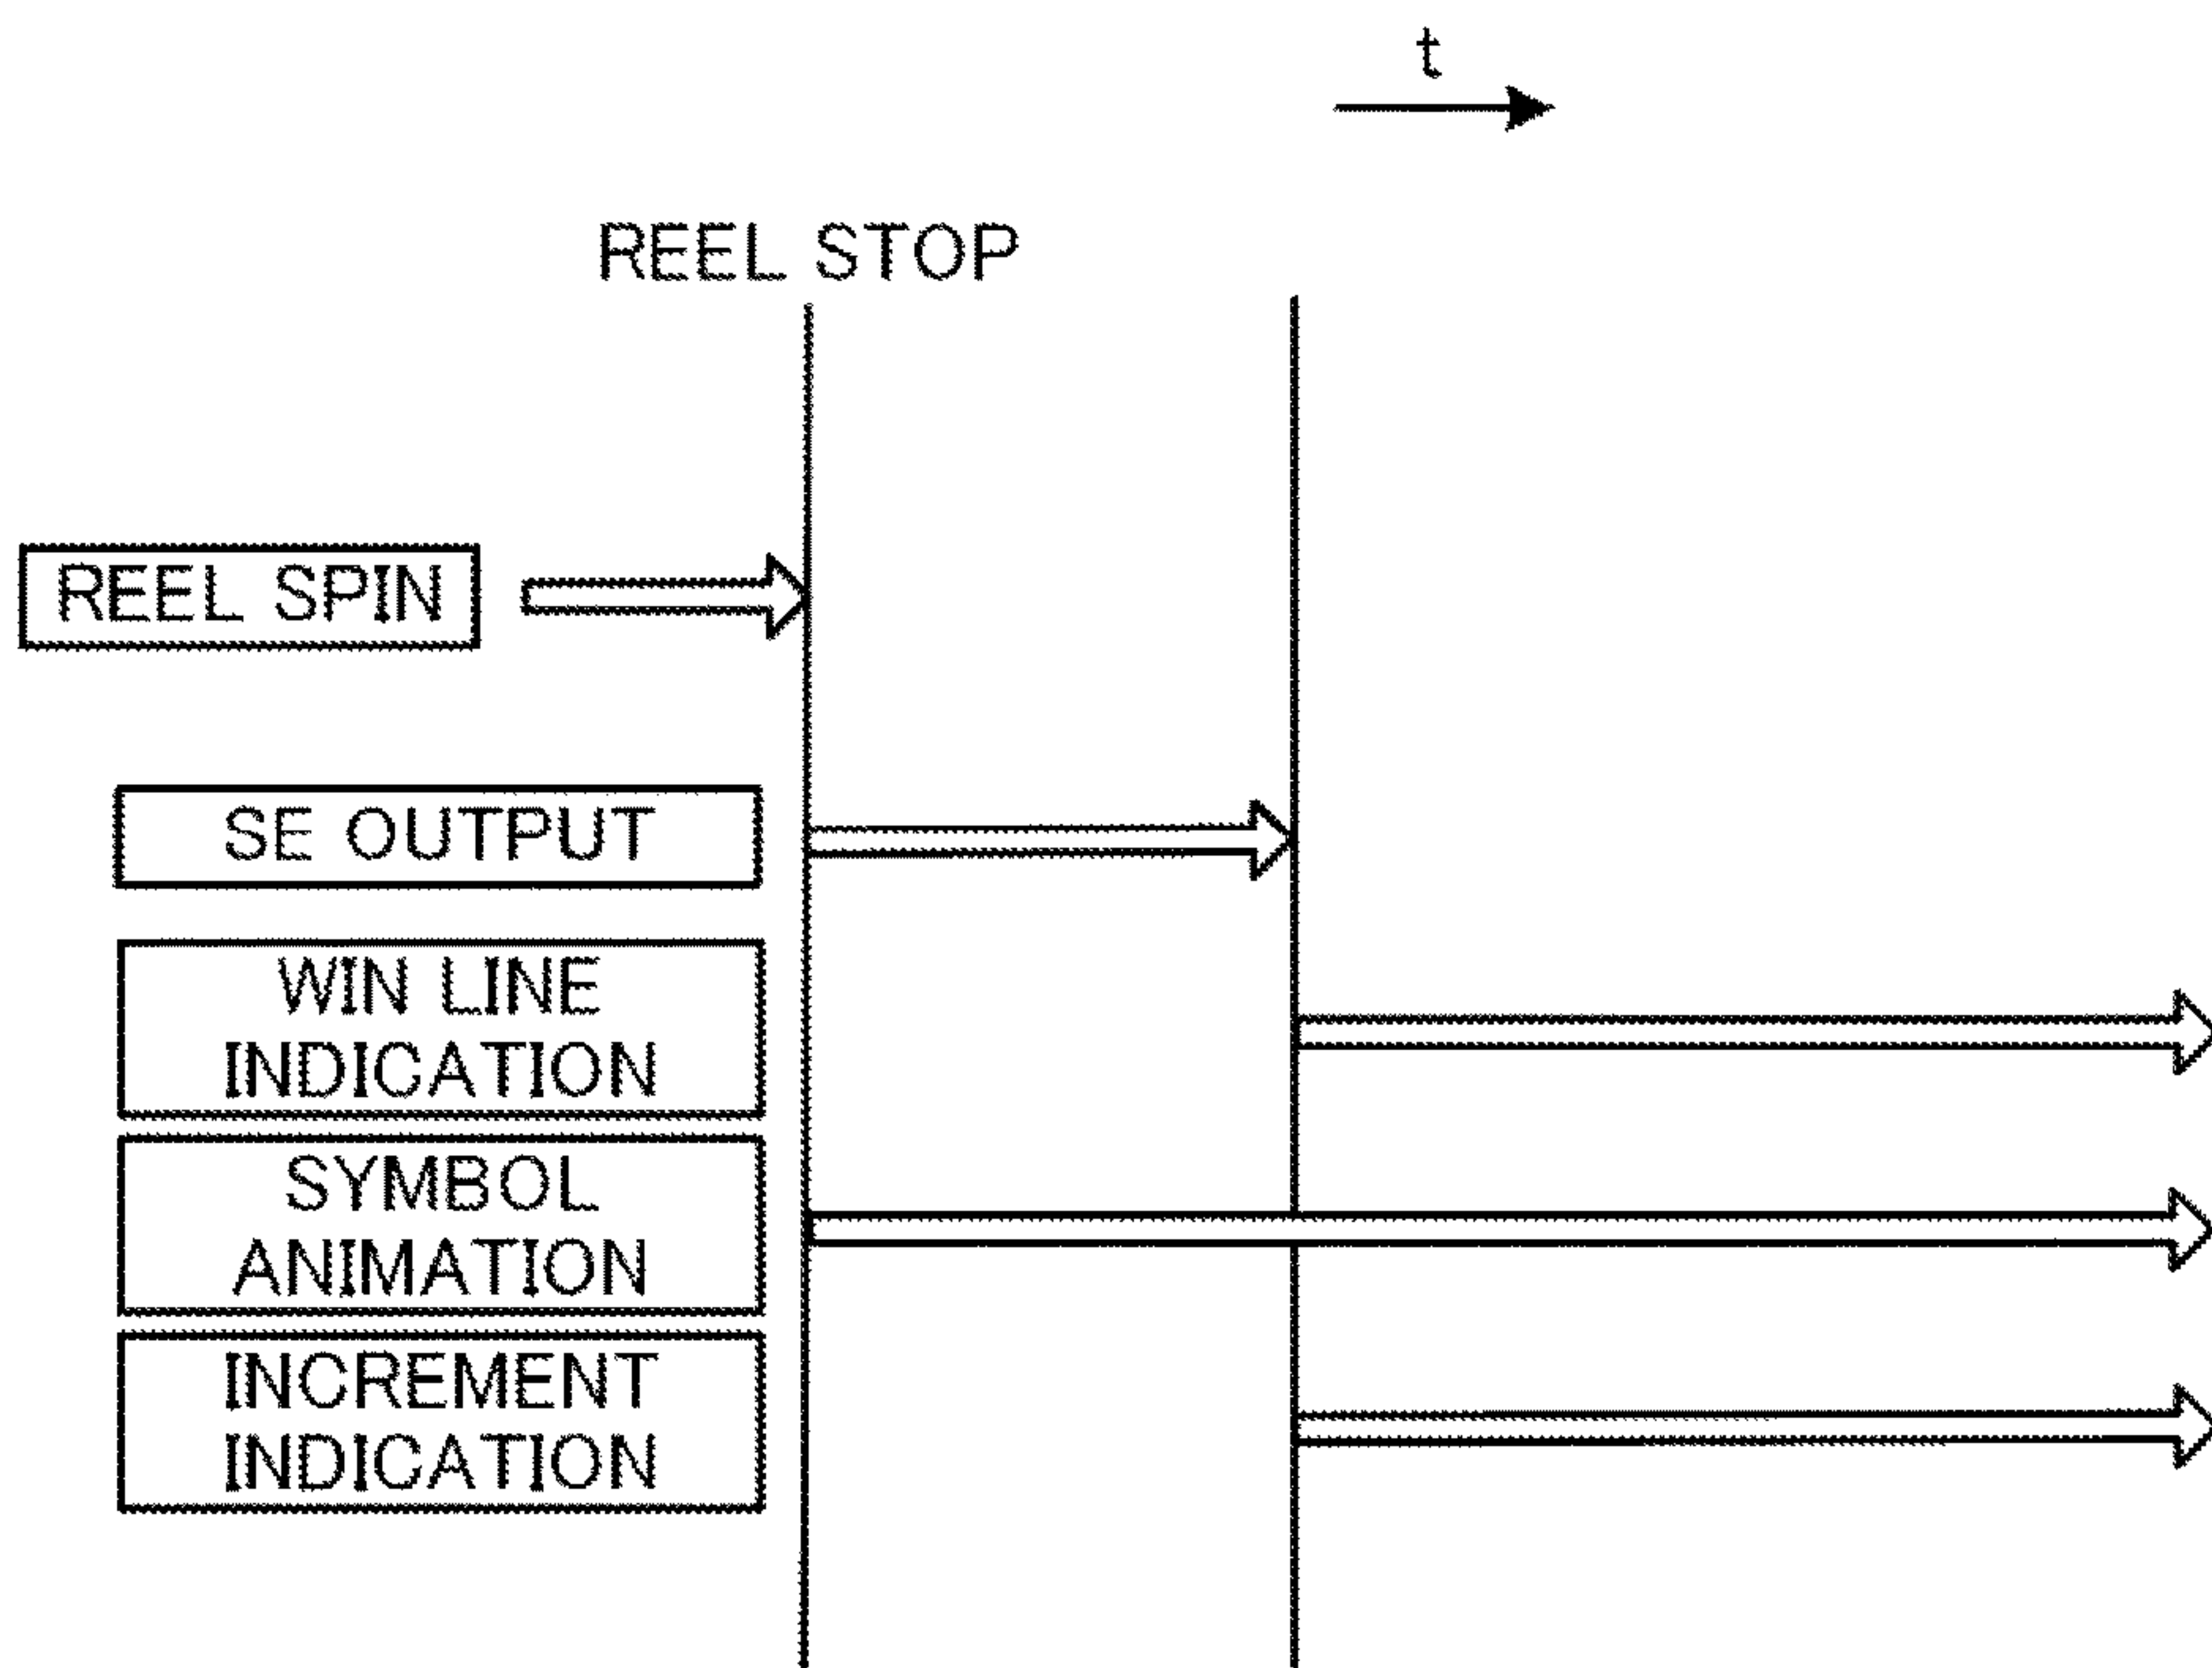 t
REEL STOP
REEL SPIN
SE OUTPUT
WIN LINE
INDICATION
SYMBOL
ANIMATION
INCREMENT
INDICATION